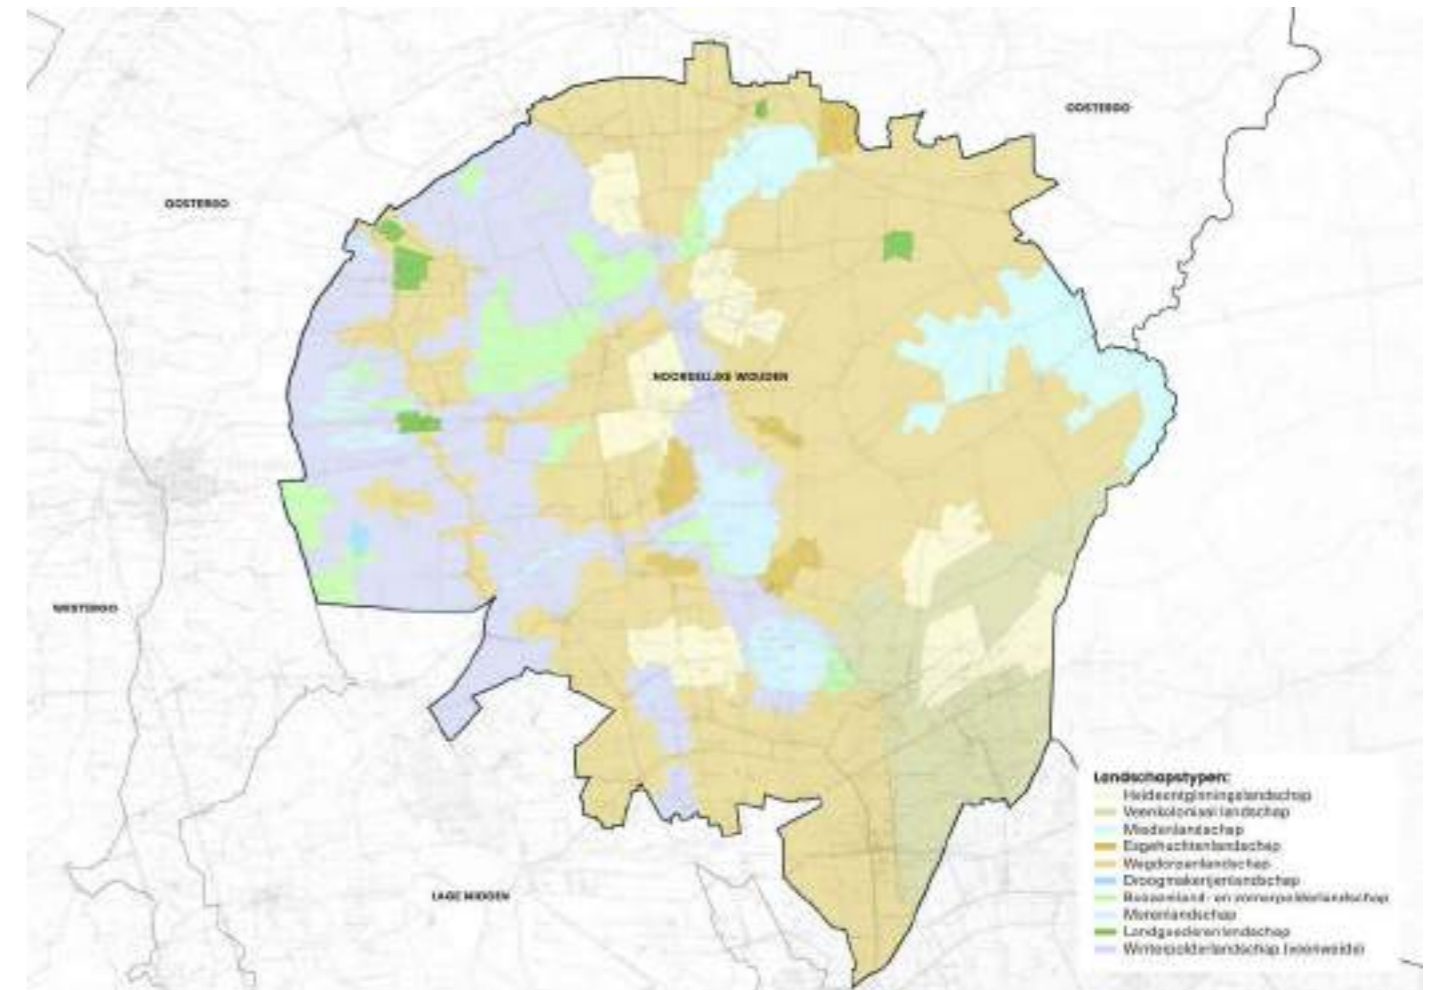 OOSTERGO
OOSTERGO
NOORDELIJKE WOUDEN
WESTERGO
LAGE MIDDEN
Landschapstypen:
Heideontginningslandschap
Veenkoloniaal landschap
Miedenlandschap
Esgehuchtenlandschap
Wegdorpenlandschap
Droogmakerijenlandschap
Boezemland- en zomerpolderlandschap
Merenlandschap
Landgoederenlandschap
Winterpolderlandschap (veenweide)